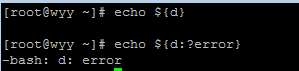 [root@wyy ~]# echo ${d}
[root@wyy ~]# echo ${d:?error}
-bash: d: error